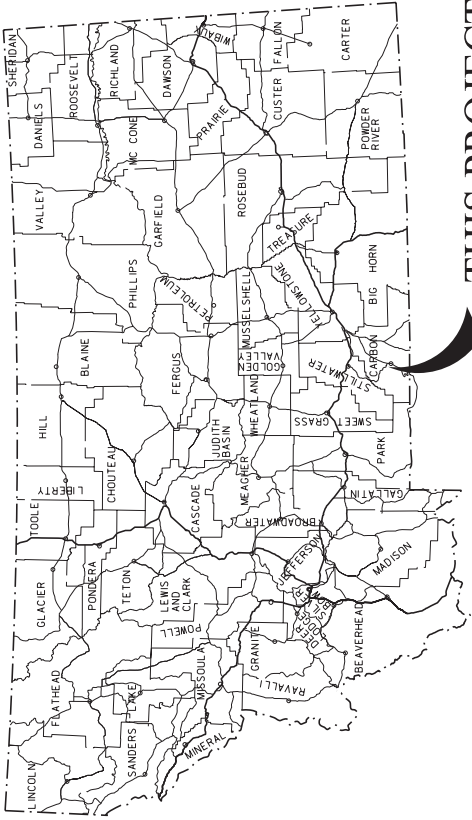 LINCOLN
FLATHEAD
GLACIER
TOOLE
LIBERTY
HILL
BLAINE
PHILLIPS
VALLEY
DANIELS
SHERIDAN
ROOSEVELT
RICHLAND
MC CONE
DAWSON
WIBAUX
PRAIRIE
GARFIELD
PETROLEUM
FERGUS
CHOUTEAU
PONDERA
TETON
LEWIS
AND
CLARK
CASCADE
JUDITH
BASIN
LAKE
SANDERS
MINERAL
MISSOULA
POWELL
GRANITE
RAVALLI
DEER
LODGE
SILVER
BOW
JEFFERSON
BROADWATER
MEAGHER
WHEATLAND
GOLDEN
VALLEY
MUSSELSHELL
ROSEBUD
TREASURE
YELLOWSTONE
CUSTER
FALLON
CARTER
POWDER
RIVER
BIG HORN
CARBON
STILLWATER
SWEET
GRASS
PARK
GALLATIN
MADISON
BEAVERHEAD
THIS PROJECT